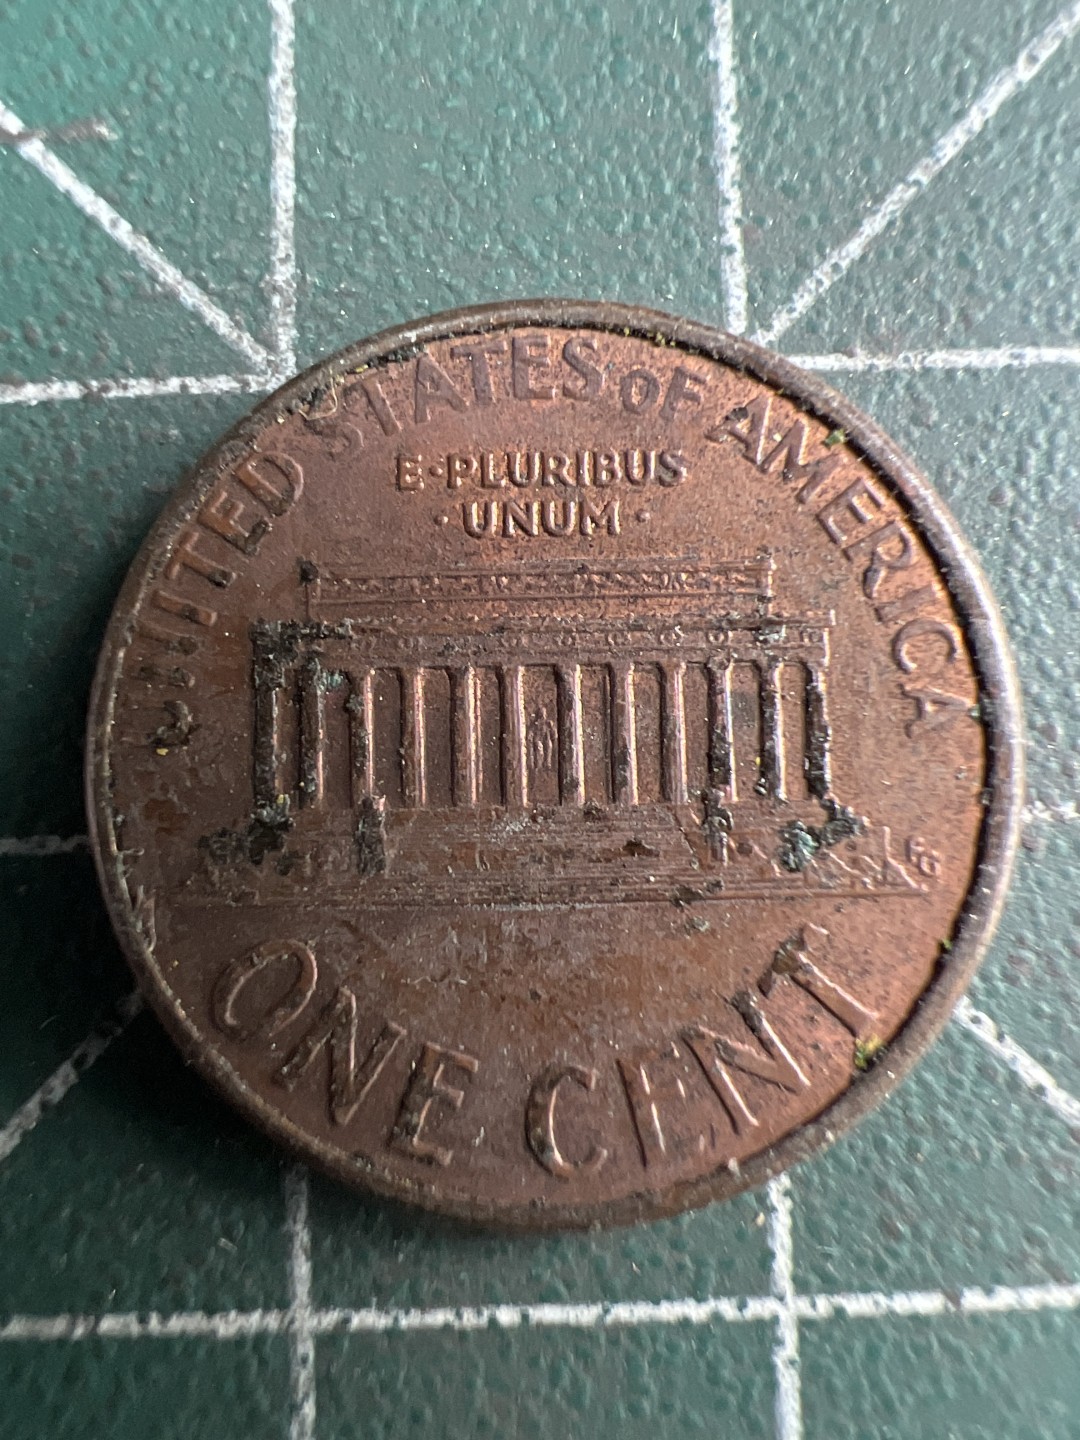 UNITED STATES OF AMERICA
E·PLURIBUS
·UNUM·
FG
ONE CENT